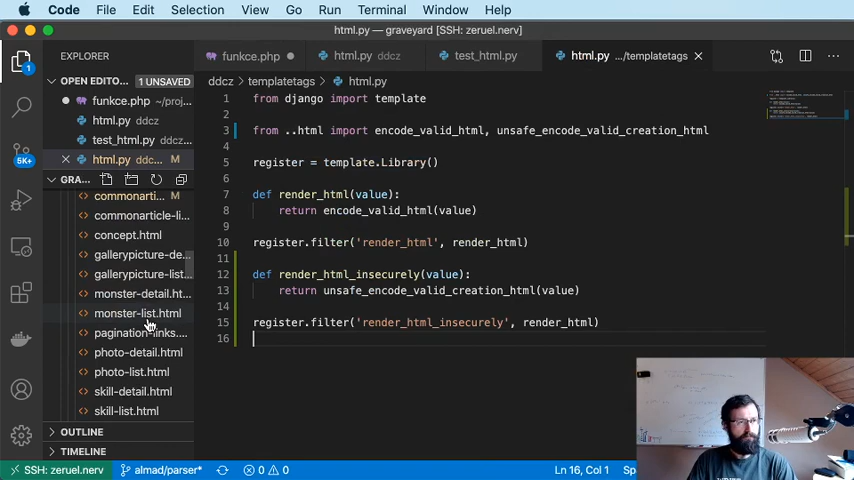 Code File Edit Selection View Go Run Terminal Window Help
html.py — graveyard [SSH: zeruel.nerv]
EXPLORER
funkce.php
html.py ddcz
test_html.py
html.py .../templatetags
OPEN EDITO... 1 UNSAVED
funkce.php ~/proj...
html.py ddcz...
test_html.py ddcz...
html.py ddc... M
GRA...
commonarti... M
commonarticle-li...
concept.html
gallerypicture-de...
gallerypicture-list...
monster-detail.ht...
monster-list.html
pagination-links....
photo-detail.html
photo-list.html
skill-detail.html
skill-list.html
OUTLINE
TIMELINE
1
5K+
ddcz > templatetags > html.py
1 from django import template
2
3 from ..html import encode_valid_html, unsafe_encode_valid_creation_html
4
5 register = template.Library()
6
7 def render_html(value):
8 return encode_valid_html(value)
9
10 register.filter('render_html', render_html)
11
12 def render_html_insecurely(value):
13 return unsafe_encode_valid_creation_html(value)
14
15 register.filter('render_html_insecurely', render_html)
16
SSH: zeruel.nerv almad/parser* 0 0 Ln 16, Col 1